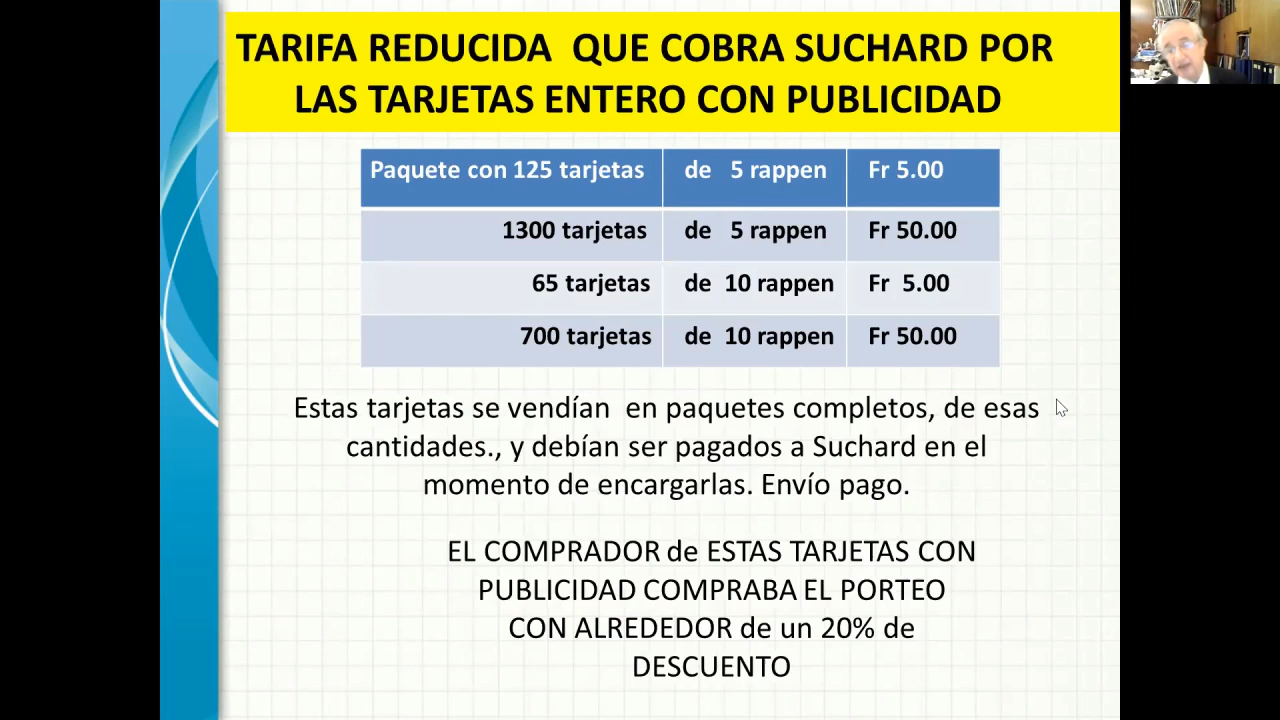 TARIFA REDUCIDA QUE COBRA SUCHARD POR
LAS TARJETAS ENTERO CON PUBLICIDAD
Paquete con 125 tarjetas de 5 rappen Fr 5.00
1300 tarjetas de 5 rappen Fr 50.00
65 tarjetas de 10 rappen Fr 5.00
700 tarjetas de 10 rappen Fr 50.00
Estas tarjetas se vendían en paquetes completos, de esas
cantidades., y debían ser pagados a Suchard en el
momento de encargarlas. Envío pago.
EL COMPRADOR de ESTAS TARJETAS CON
PUBLICIDAD COMPRABA EL PORTEO
CON ALREDEDOR de un 20% de
DESCUENTO